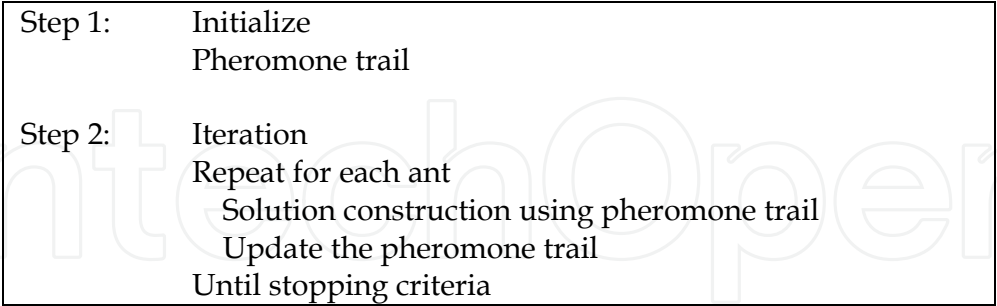 Step 1: Initialize
Pheromone trail
Step 2: Iteration
Repeat for each ant
Solution construction using pheromone trail
Update the pheromone trail
Until stopping criteria
ntechOper